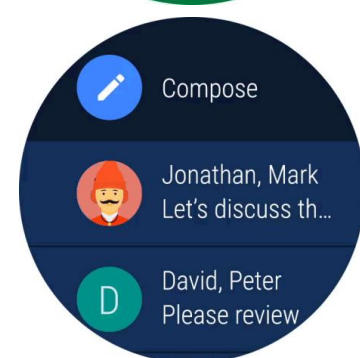 Compose
Jonathan, Mark
Let's discuss th...
D
David, Peter
Please review